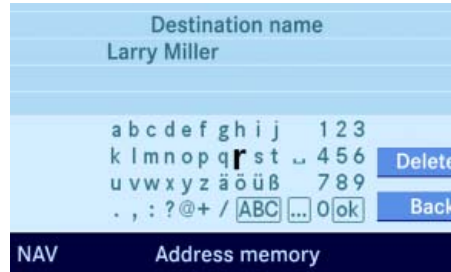 Destination name
Larry Miller
a b c d e f g h i j 1 2 3
k l m n o p q r s t ␣ 4 5 6
Delete
u v w x y z ä ö ü ß 7 8 9
. , : ? @ + / ABC ... 0 ok
Back
NAV Address memory